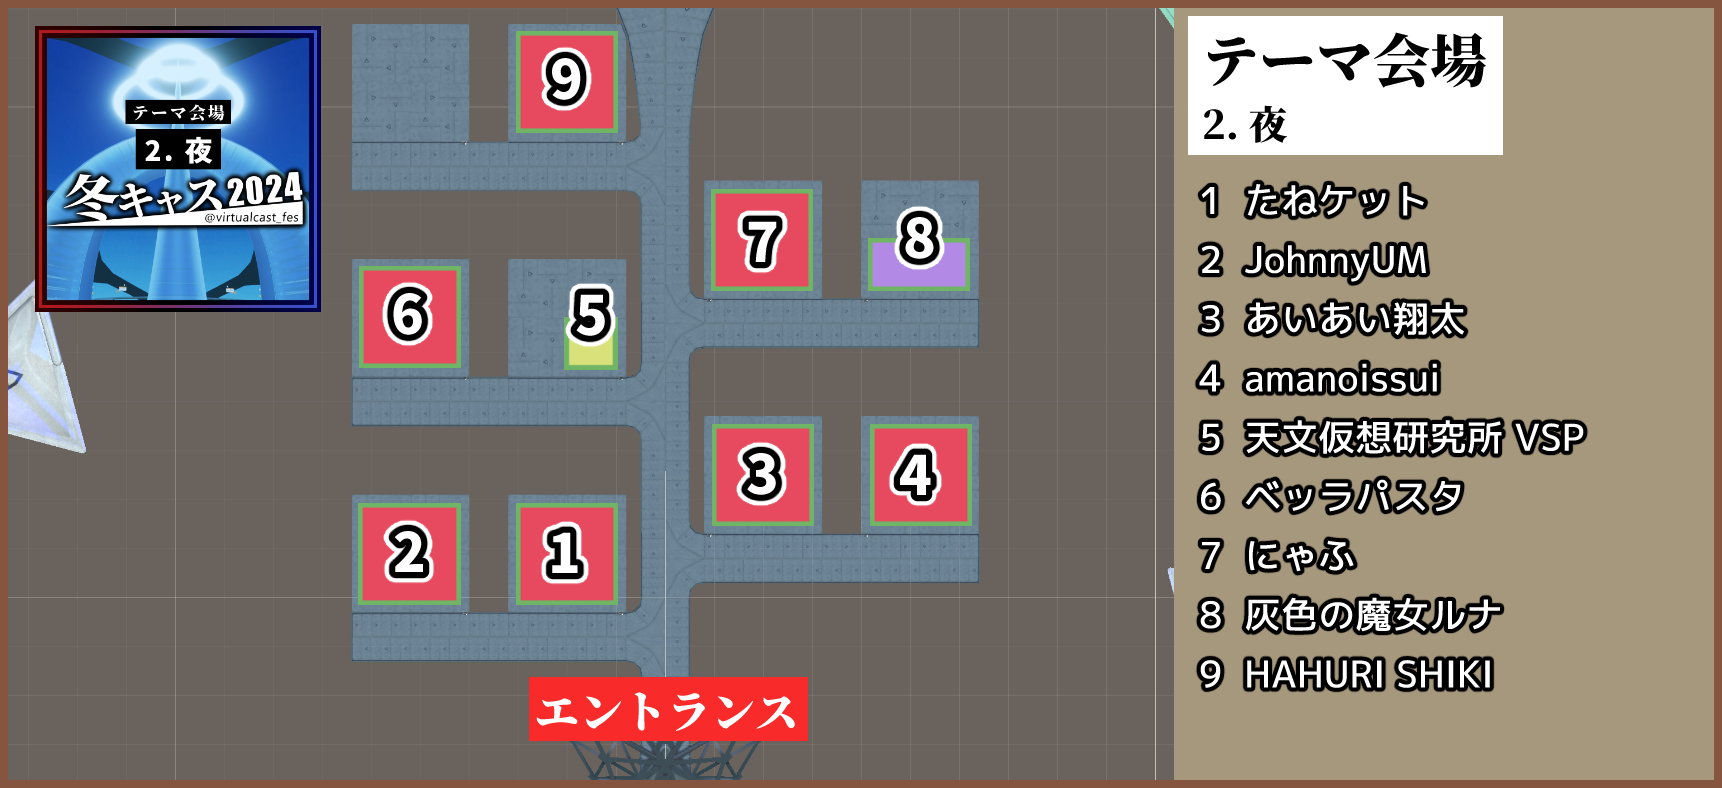 テーマ会場
2. 夜
冬キャス2024
@virtualcast_fes
9
7
8
6
5
3
4
2
1
エントランス
テーマ会場
2. 夜
1 たねケット
2 JohnnyUM
3 あいあい翔太
4 amanoissui
5 天文仮想研究所 VSP
6 ベッラパスタ
7 にゃふ
8 灰色の魔女ルナ
9 HAHURI SHIKI